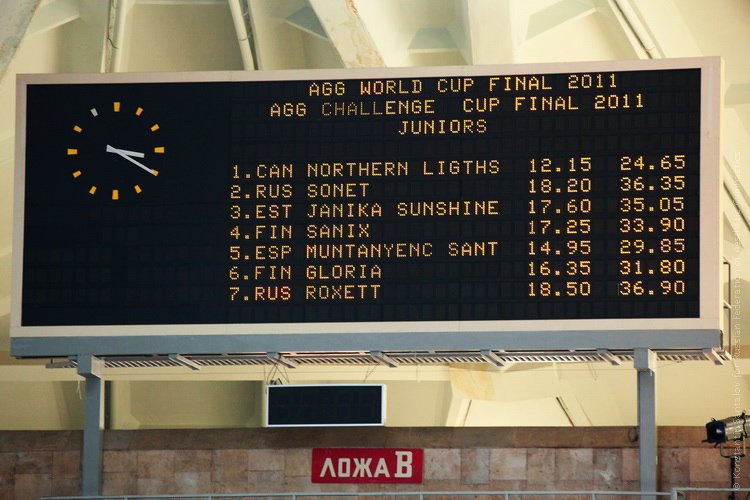 AGG WORLD CUP FINAL 2011
AGG CHALLENGE CUP FINAL 2011
JUNIORS
1.CAN NORTHERN LIGTHS 12.15 24.65
2.RUS SONET 18.20 36.35
3.EST JANIKA SUNSHINE 17.60 35.05
4.FIN SANIX 17.25 33.90
5.ESP MUNTANYENC SANT 14.95 29.85
6.FIN GLORIA 16.35 31.80
7.RUS ROXETT 18.50 36.90
ЛОЖА В